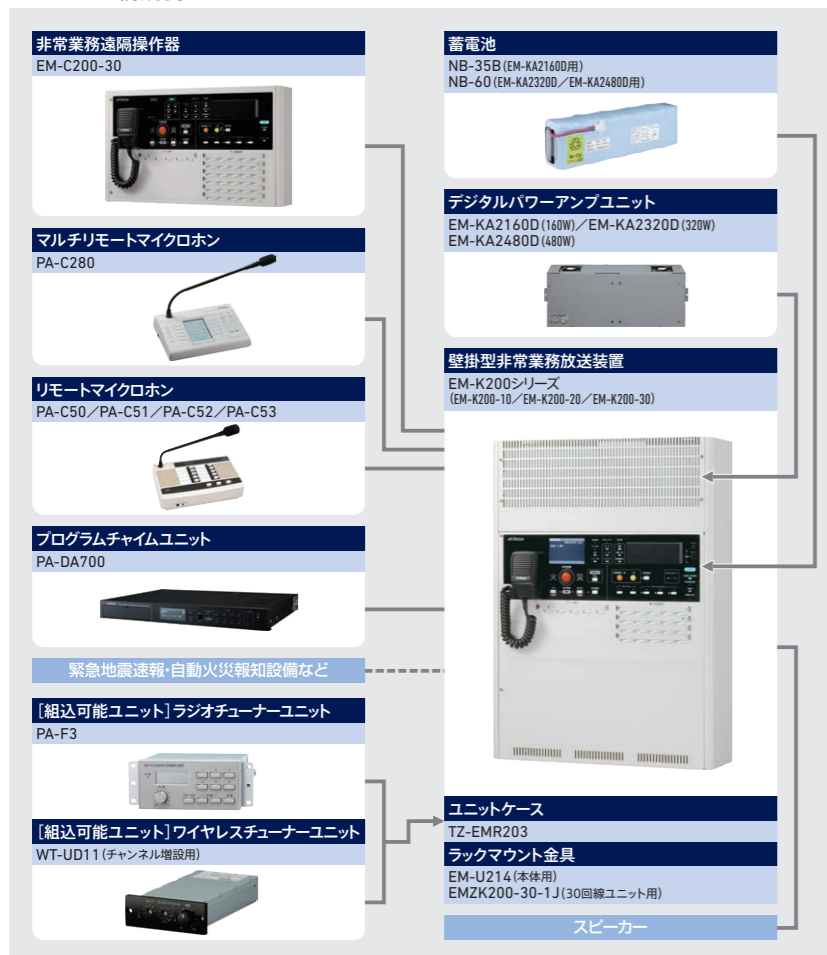 非常業務遠隔操作器
EM-C200-30
マルチリモートマイクロホン
PA-C280
リモートマイクロホン
PA-C50／PA-C51／PA-C52／PA-C53
プログラムチャイムユニット
PA-DA700
緊急地震速報・自動火災報知設備など
［組込可能ユニット］ラジオチューナーユニット
PA-F3
［組込可能ユニット］ワイヤレスチューナーユニット
WT-UD11（チャンネル増設用）
蓄電池
NB-35B（EM-KA2160D用）
NB-60（EM-KA2320D／EM-KA2480D用）
デジタルパワーアンプユニット
EM-KA2160D（160W）／EM-KA2320D（320W）
EM-KA2480D（480W）
壁掛型非常業務放送装置
EM-K200シリーズ
（EM-K200-10／EM-K200-20／EM-K200-30）
ユニットケース
TZ-EMR203
ラックマウント金具
EM-U214（本体用）
EMZK200-30-1J（30回線ユニット用）
スピーカー